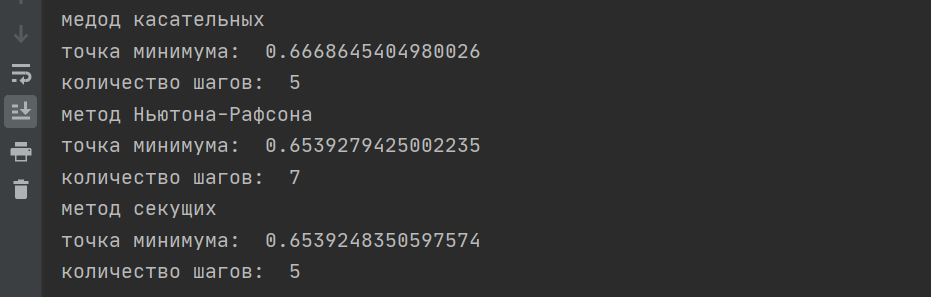 медод касательных
точка минимума:  0.6668645404980026
количество шагов:  5
метод Ньютона-Рафсона
точка минимума:  0.6539279425002235
количество шагов:  7
метод секущих
точка минимума:  0.6539248350597574
количество шагов:  5